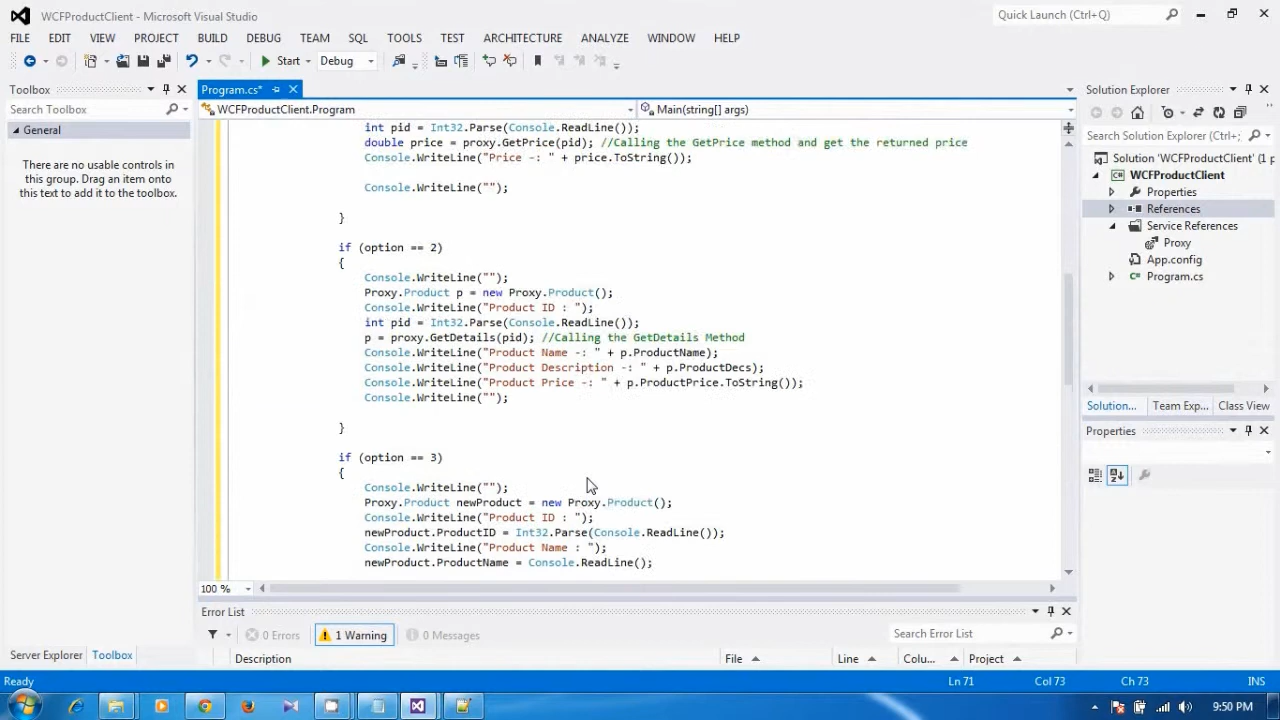 WCFProductClient - Microsoft Visual Studio
Quick Launch (Ctrl+Q)
FILE EDIT VIEW PROJECT BUILD DEBUG TEAM SQL TOOLS TEST ARCHITECTURE ANALYZE WINDOW HELP
Start Debug
Toolbox
Search Toolbox
General
There are no usable controls in
this group. Drag an item onto
this text to add it to the toolbox.
Server Explorer Toolbox
Program.cs*
WCFProductClient.Program Main(string[] args)
int pid = Int32.Parse(Console.ReadLine());
double price = proxy.GetPrice(pid); //Calling the GetPrice method and get the returned price
Console.WriteLine("Price -: " + price.ToString());
Console.WriteLine("");
}
if (option == 2)
{
Console.WriteLine("");
Proxy.Product p = new Proxy.Product();
Console.WriteLine("Product ID : ");
int pid = Int32.Parse(Console.ReadLine());
p = proxy.GetDetails(pid); //Calling the GetDetails Method
Console.WriteLine("Product Name -: " + p.ProductName);
Console.WriteLine("Product Description -: " + p.ProductDecs);
Console.WriteLine("Product Price -: " + p.ProductPrice.ToString());
Console.WriteLine("");
}
if (option == 3)
{
Console.WriteLine("");
Proxy.Product newProduct = new Proxy.Product();
Console.WriteLine("Product ID : ");
newProduct.ProductID = Int32.Parse(Console.ReadLine());
Console.WriteLine("Product Name : ");
newProduct.ProductName = Console.ReadLine();
100 %
Error List
0 Errors 1 Warning 0 Messages
Search Error List
Description File Line Colu... Project
Solution Explorer
Search Solution Explorer (Ctrl+;)
Solution 'WCFProductClient' (1 p
WCFProductClient
Properties
References
Service References
Proxy
App.config
Program.cs
Solution... Team Exp... Class View
Properties
Ready Ln 71 Col 73 Ch 73 INS
9:50 PM